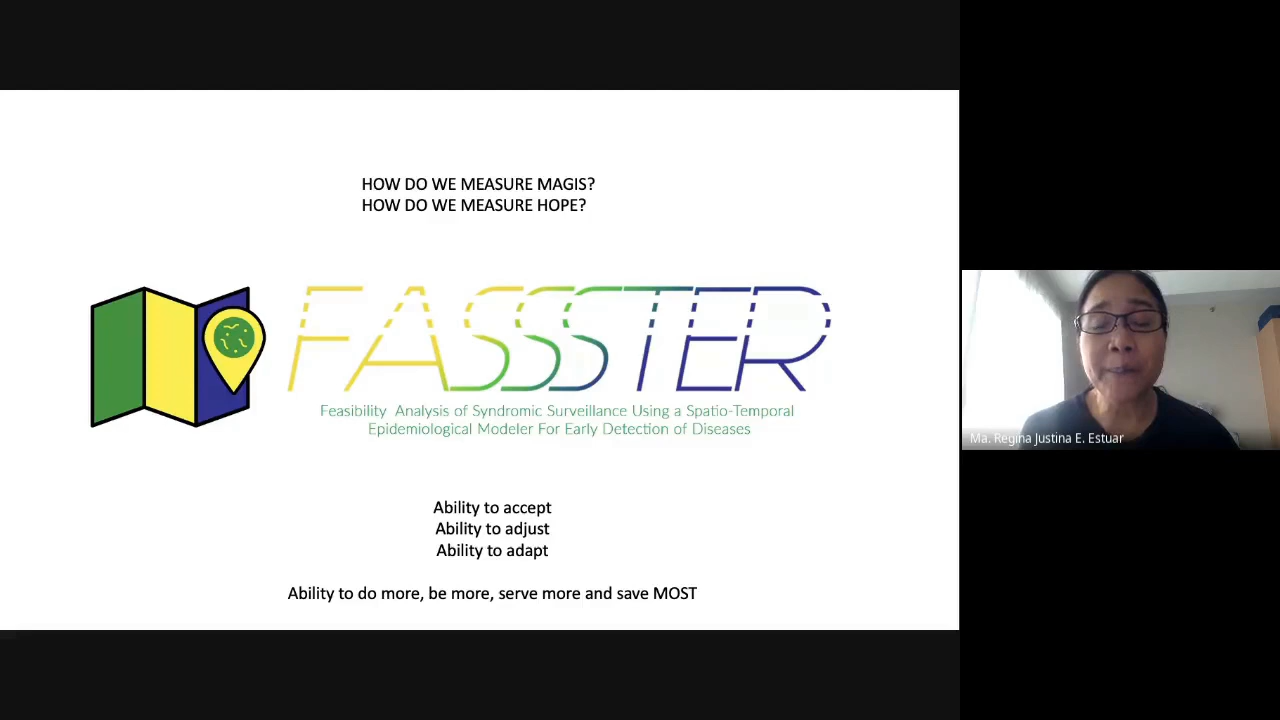 HOW DO WE MEASURE MAGIS?
HOW DO WE MEASURE HOPE?
FASSSTER
Feasibility Analysis of Syndromic Surveillance Using a Spatio-Temporal
Epidemiological Modeler For Early Detection of Diseases
Ability to accept
Ability to adjust
Ability to adapt
Ability to do more, be more, serve more and save MOST
Ma. Regina Justina E. Estuar